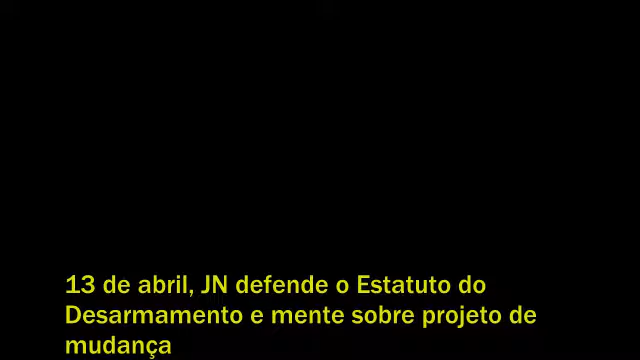 13 de abril, JN defende o Estatuto do
Desarmamento e mente sobre projeto de
mudança